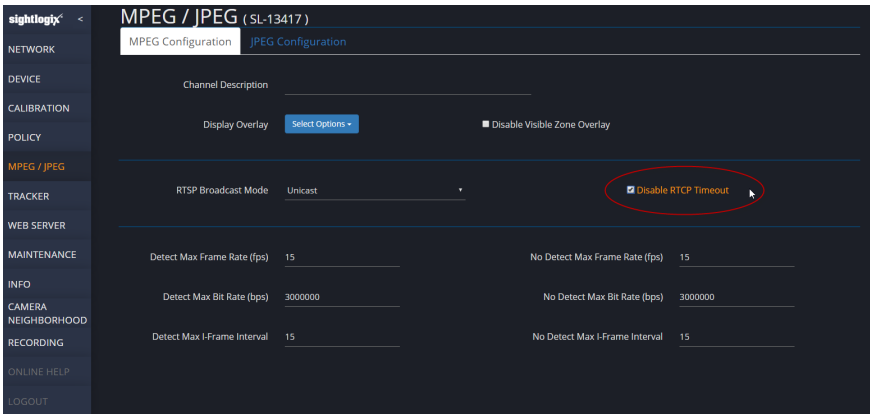 sightlogix <
MPEG / JPEG ( SL-13417 )
MPEG Configuration JPEG Configuration
NETWORK
DEVICE
CALIBRATION
POLICY
MPEG / JPEG
TRACKER
WEB SERVER
MAINTENANCE
INFO
CAMERA
NEIGHBORHOOD
RECORDING
ONLINE HELP
LOGOUT
Channel Description
Display Overlay Select Options Disable Visible Zone Overlay
RTSP Broadcast Mode Unicast Disable RTCP Timeout
Detect Max Frame Rate (fps) 15 No Detect Max Frame Rate (fps) 15
Detect Max Bit Rate (bps) 3000000 No Detect Max Bit Rate (bps) 3000000
Detect Max I-Frame Interval 15 No Detect Max I-Frame Interval 15